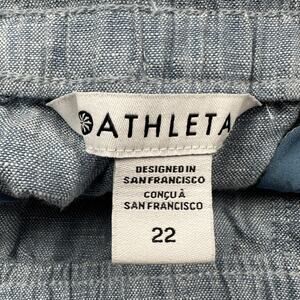 ATHLETA
DESIGNED IN
SAN FRANCISCO
CONÇU À
SAN FRANCISCO
22